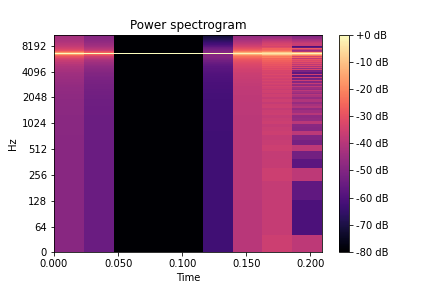 Power spectrogram
8192
4096
2048
1024
512
256
128
64
0
Hz
0.000 0.050 0.100 0.150 0.200
Time
+0 dB
-10 dB
-20 dB
-30 dB
-40 dB
-50 dB
-60 dB
-70 dB
-80 dB